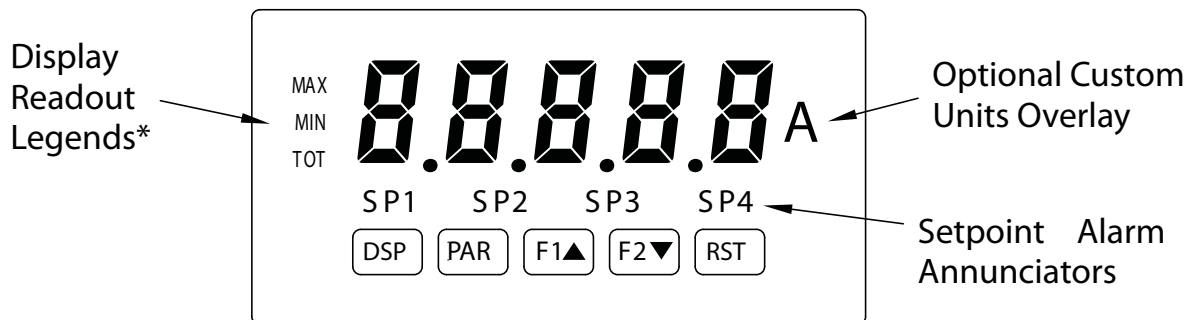 Display
Readout
Legends*
MAX
MIN
TOT
8.8.8.8.8
A
Optional Custom
Units Overlay
SP1 SP2 SP3 SP4
Setpoint Alarm
Annunciators
DSP PAR F1▲ F2▼ RST